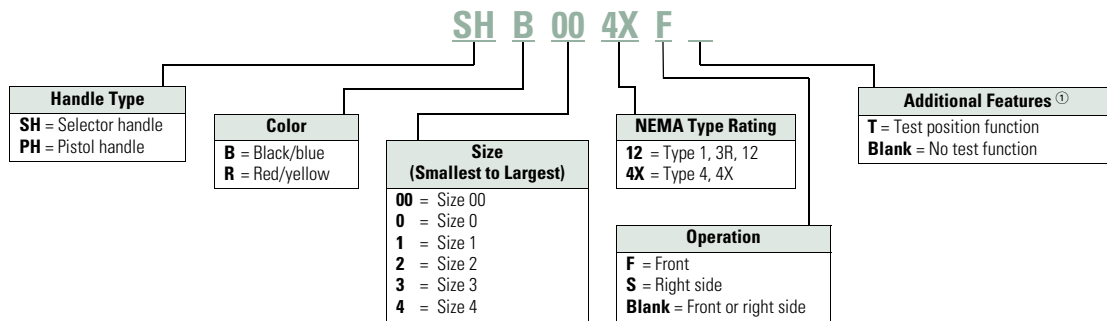 SH B 00 4X F
Handle Type
SH = Selector handle
PH = Pistol handle
Color
B = Black/blue
R = Red/yellow
Size
(Smallest to Largest)
00 = Size 00
0 = Size 0
1 = Size 1
2 = Size 2
3 = Size 3
4 = Size 4
NEMA Type Rating
12 = Type 1, 3R, 12
4X = Type 4, 4X
Operation
F = Front
S = Right side
Blank = Front or right side
Additional Features ①
T = Test position function
Blank = No test function